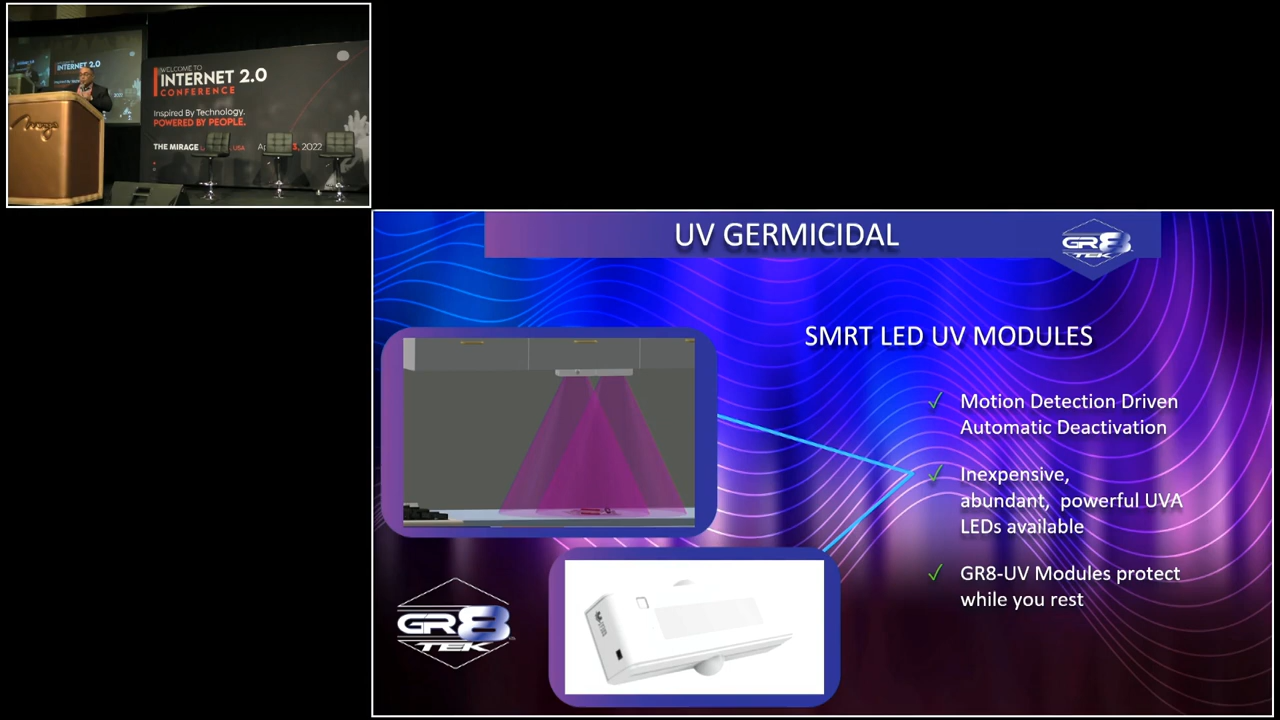 WELCOME TO
INTERNET 2.0
CONFERENCE
Inspired By Technology.
POWERED BY PEOPLE.
THE MIRAGE
USA
2022
INTERNET 2.0
Mirage
UV GERMICIDAL
GR8
TEK
SMRT LED UV MODULES
✓ Motion Detection Driven
Automatic Deactivation
✓ Inexpensive,
abundant, powerful UVA
LEDs available
✓ GR8-UV Modules protect
while you rest
GR8
TEK